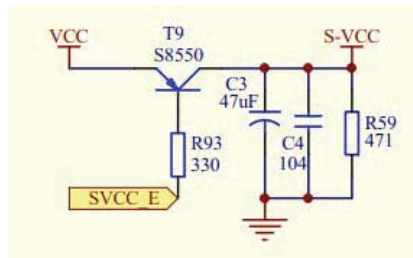 VCC
T9
S8550
S-VCC
C3
47uF
C4
104
R59
471
R93
330
SVCC_E